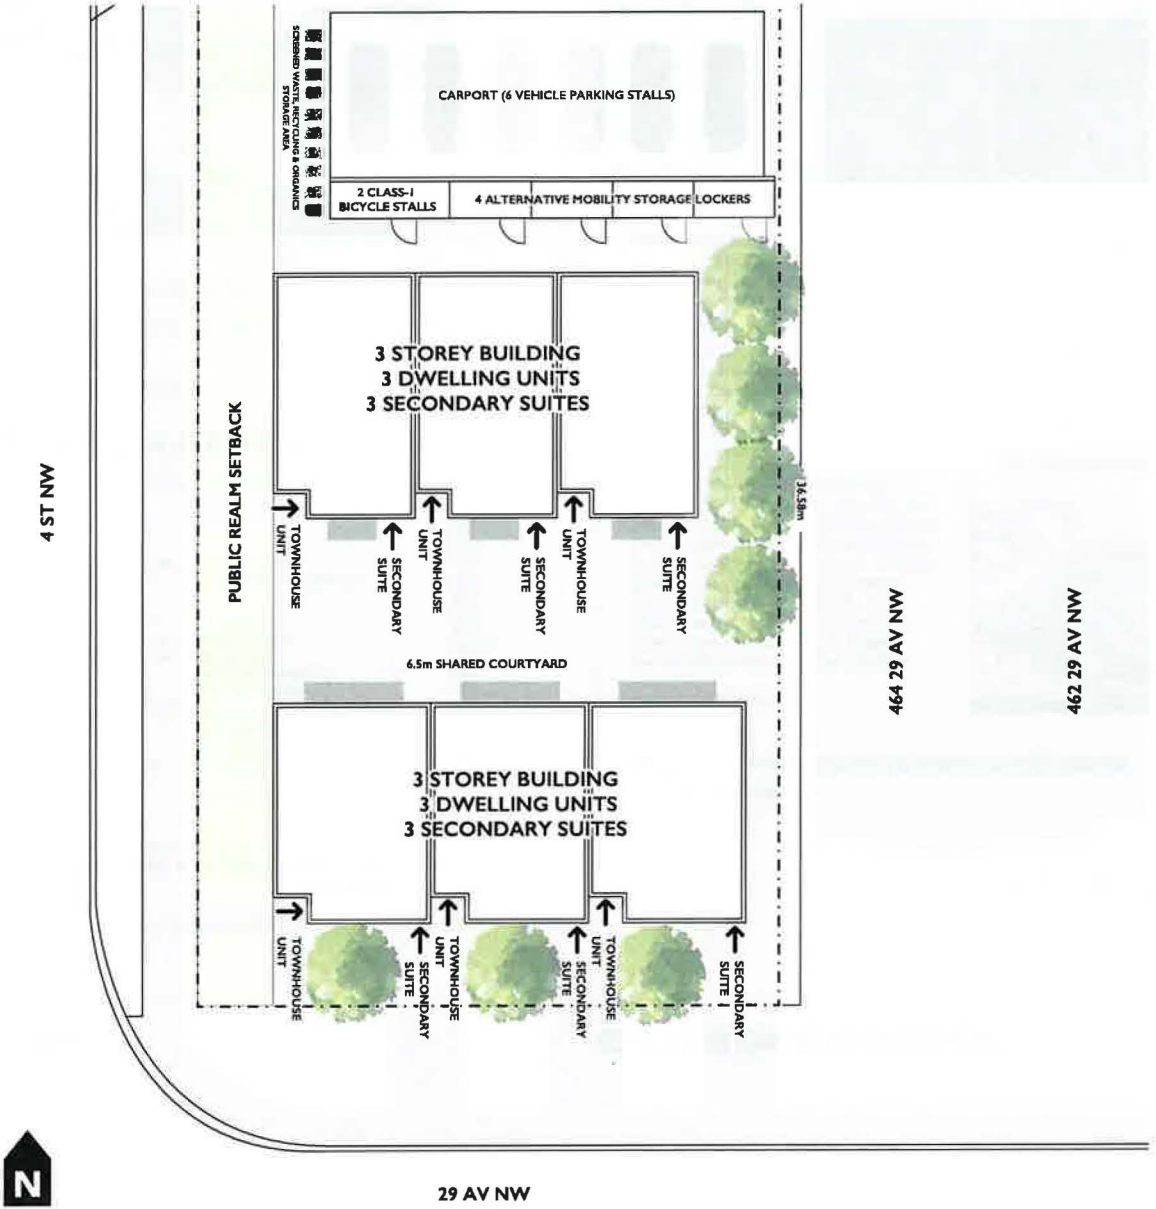 SCREENED WASTE, RECYCLING & ORGANICS
STORAGE AREA
CARPORT (6 VEHICLE PARKING STALLS)
2 CLASS-1
BICYCLE STALLS
4 ALTERNATIVE MOBILITY STORAGE LOCKERS
3 STOREY BUILDING
3 DWELLING UNITS
3 SECONDARY SUITES
PUBLIC REALM SETBACK
4 ST NW
36.58m
TOWNHOUSE
UNIT
SECONDARY
SUITE
TOWNHOUSE
UNIT
SECONDARY
SUITE
TOWNHOUSE
UNIT
SECONDARY
SUITE
464 29 AV NW
462 29 AV NW
6.5m SHARED COURTYARD
3 STOREY BUILDING
3 DWELLING UNITS
3 SECONDARY SUITES
TOWNHOUSE
UNIT
SECONDARY
SUITE
TOWNHOUSE
UNIT
SECONDARY
SUITE
TOWNHOUSE
UNIT
SECONDARY
SUITE
N
29 AV NW